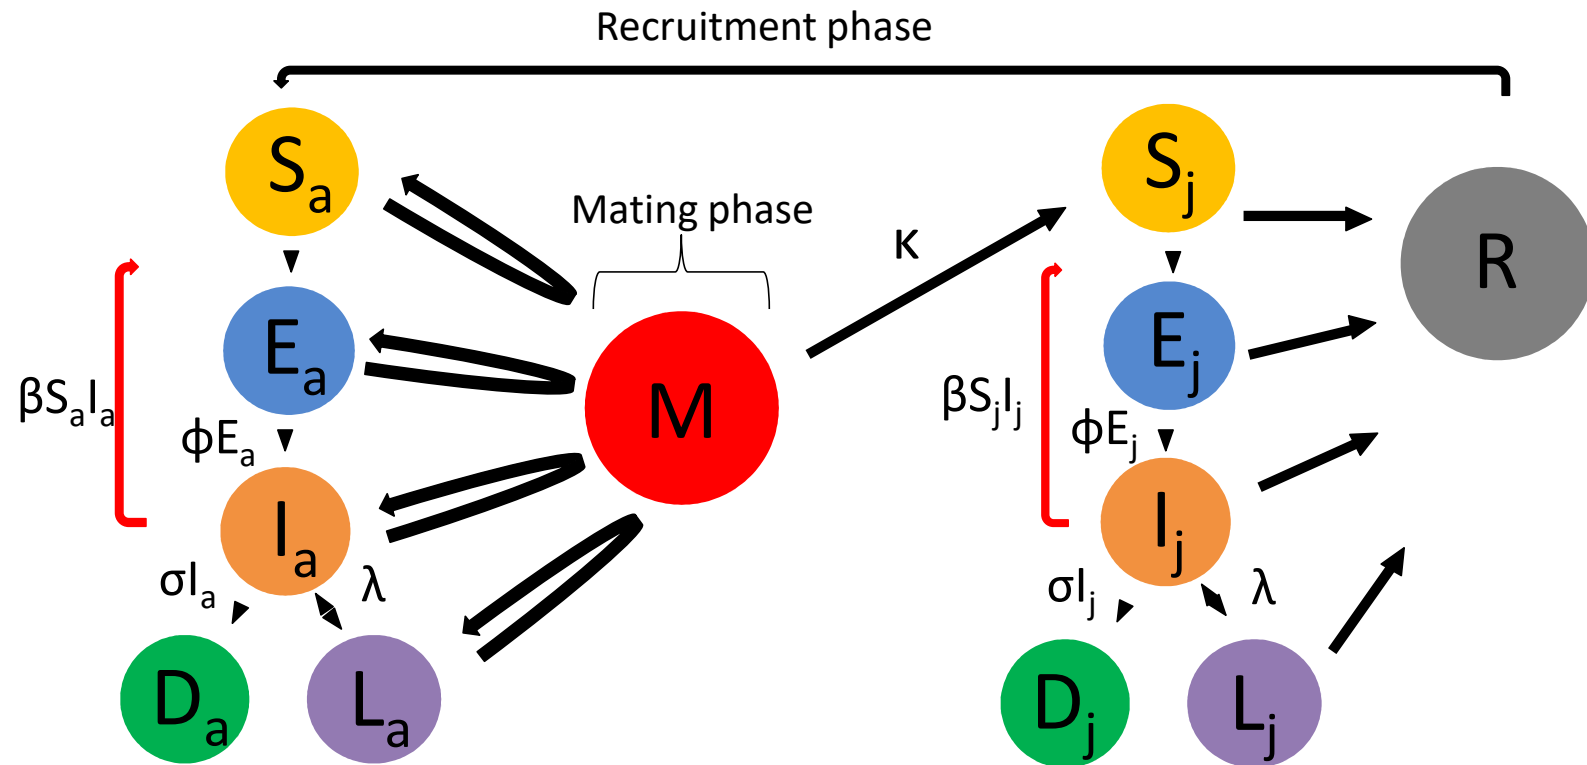 Recruitment phase
Sₐ
Mating phase
κ
Sⱼ
R
Eₐ
Eⱼ
βSₐIₐ
M
βSⱼIⱼ
ϕEₐ
ϕEⱼ
Iₐ
Iⱼ
σIₐ
λ
σIⱼ
λ
Dₐ
Lₐ
Dⱼ
Lⱼ